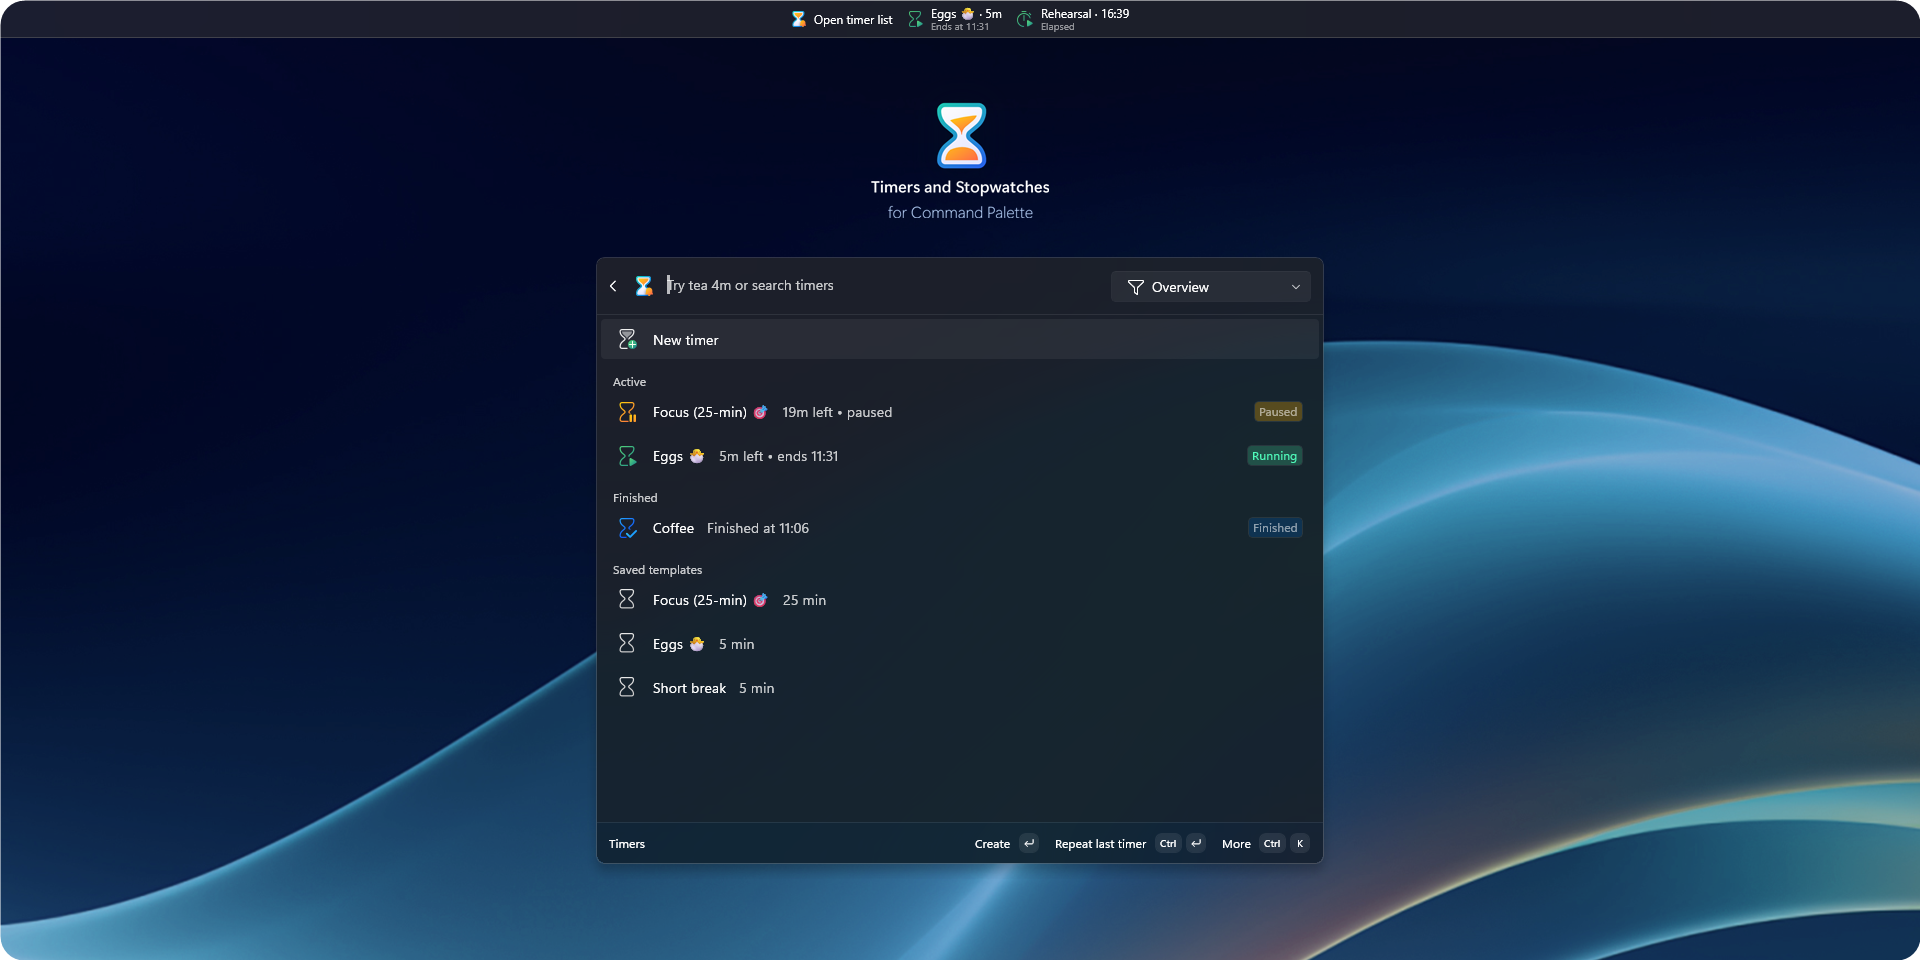 Open timer list
Eggs 🐣 · 5m
Ends at 11:31
Rehearsal · 16:39
Elapsed
Timers and Stopwatches
for Command Palette
Try tea 4m or search timers
Overview
New timer
Active
Focus (25-min) 🎯 19m left • paused
Paused
Eggs 🐣 5m left • ends 11:31
Running
Finished
Coffee Finished at 11:06
Finished
Saved templates
Focus (25-min) 🎯 25 min
Eggs 🐣 5 min
Short break 5 min
Timers
Create ↵ Repeat last timer Ctrl ↵ More Ctrl K